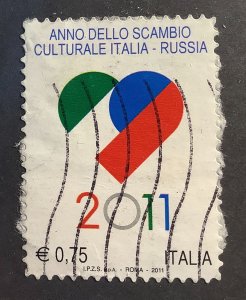 ANNO DELLO SCAMBIO
CULTURALE ITALIA - RUSSIA
2011
€ 0,75 ITALIA
I.P.Z.S. S.p.A. - ROMA - 2011